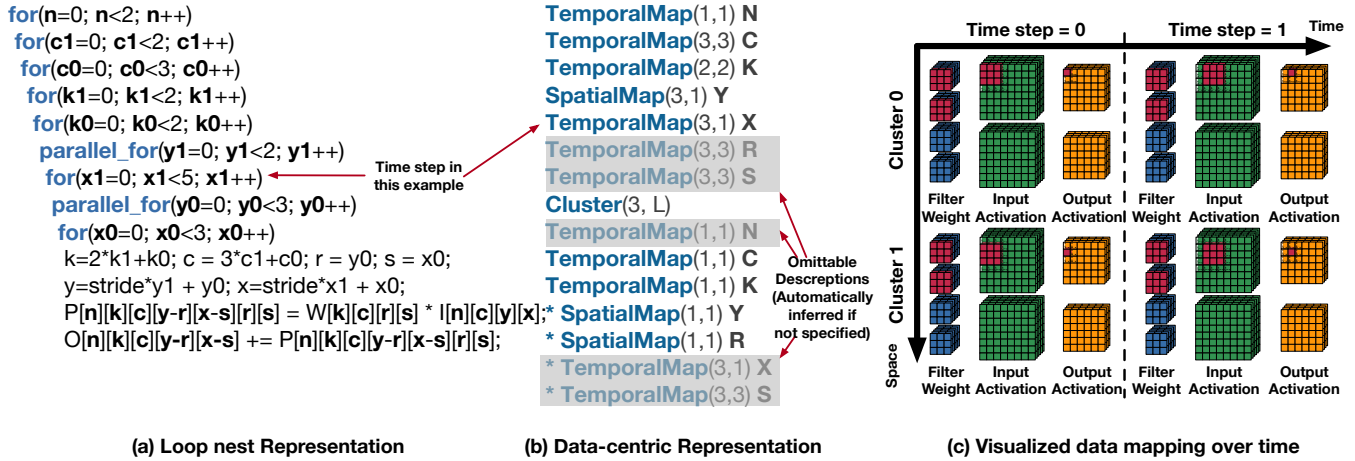 for(n=0; n<2; n++)
for(c1=0; c1<2; c1++)
for(c0=0; c0<3; c0++)
for(k1=0; k1<2; k1++)
for(k0=0; k0<2; k0++)
parallel_for(y1=0; y1<2; y1++)
for(x1=0; x1<5; x1++)
parallel_for(y0=0; y0<3; y0++)
for(x0=0; x0<3; x0++)
k=2*k1+k0; c = 3*c1+c0; r = y0; s = x0;
y=stride*y1 + y0; x=stride*x1 + x0;
P[n][k][c][y-r][x-s][r][s] = W[k][c][r][s] * I[n][c][y][x];
O[n][k][c][y-r][x-s] += P[n][k][c][y-r][x-s][r][s];
Time step in
this example
(a) Loop nest Representation
TemporalMap(1,1) N
TemporalMap(3,3) C
TemporalMap(2,2) K
SpatialMap(3,1) Y
TemporalMap(3,1) X
TemporalMap(3,3) R
TemporalMap(3,3) S
Cluster(3, L)
TemporalMap(1,1) N
TemporalMap(1,1) C
TemporalMap(1,1) K
* SpatialMap(1,1) Y
* SpatialMap(1,1) R
* TemporalMap(3,1) X
* TemporalMap(3,3) S
Omittable
Descreptions
(Automatically
inferred if
not specified)
(b) Data-centric Representation
Time step = 0
Time step = 1
Time
Cluster 0
Filter
Weight
Input
Activation
Output
Activation
Filter
Weight
Input
Activation
Output
Activation
Cluster 1
Space
Filter
Weight
Input
Activation
Output
Activation
Filter
Weight
Input
Activation
Output
Activation
(c) Visualized data mapping over time